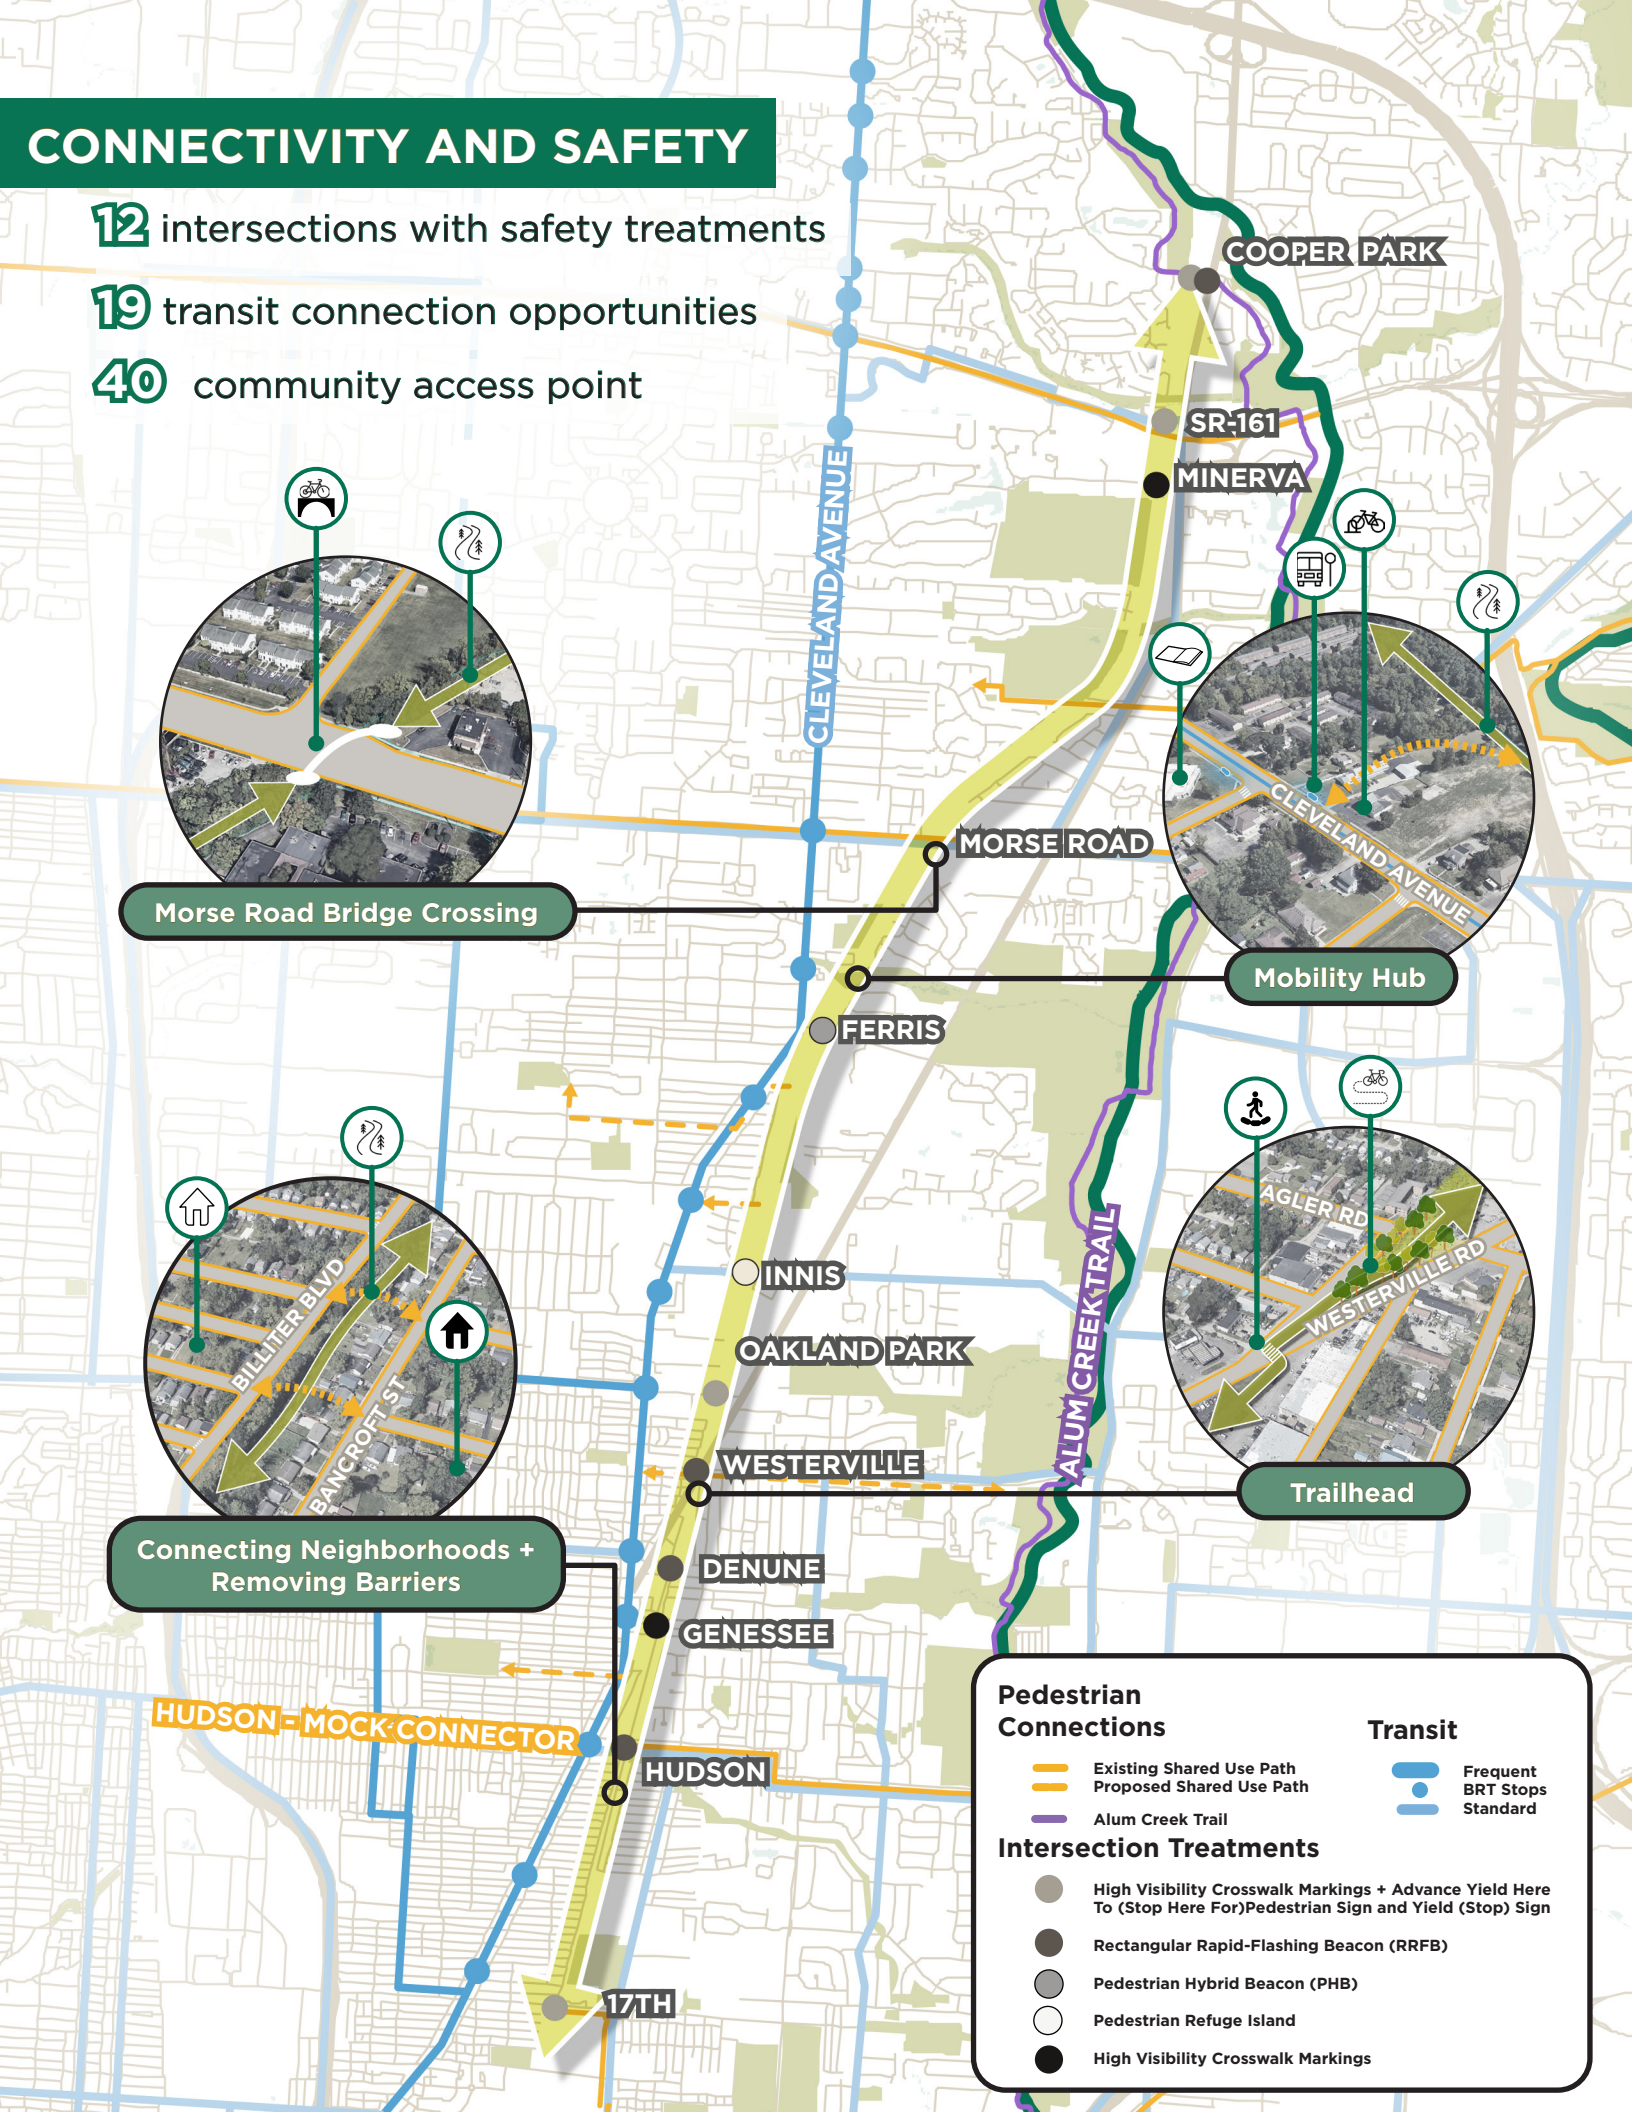 CONNECTIVITY AND SAFETY
12 intersections with safety treatments
19 transit connection opportunities
40 community access point
COOPER PARK
SR-161
MINERVA
CLEVELAND AVENUE
CLEVELAND AVENUE
MORSE ROAD
Morse Road Bridge Crossing
Mobility Hub
FERRIS
AGLER RD
WESTERVILLE RD
ALUM CREEK TRAIL
INNIS
BILLITER BLVD
BANCROFT ST
OAKLAND PARK
WESTERVILLE
Trailhead
Connecting Neighborhoods +
Removing Barriers
DENUNE
GENESSEE
HUDSON - MOCK CONNECTOR
HUDSON
17TH
Pedestrian
Connections
Existing Shared Use Path
Proposed Shared Use Path
Alum Creek Trail
Transit
Frequent
BRT Stops
Standard
Intersection Treatments
High Visibility Crosswalk Markings + Advance Yield Here
To (Stop Here For)Pedestrian Sign and Yield (Stop) Sign
Rectangular Rapid-Flashing Beacon (RRFB)
Pedestrian Hybrid Beacon (PHB)
Pedestrian Refuge Island
High Visibility Crosswalk Markings